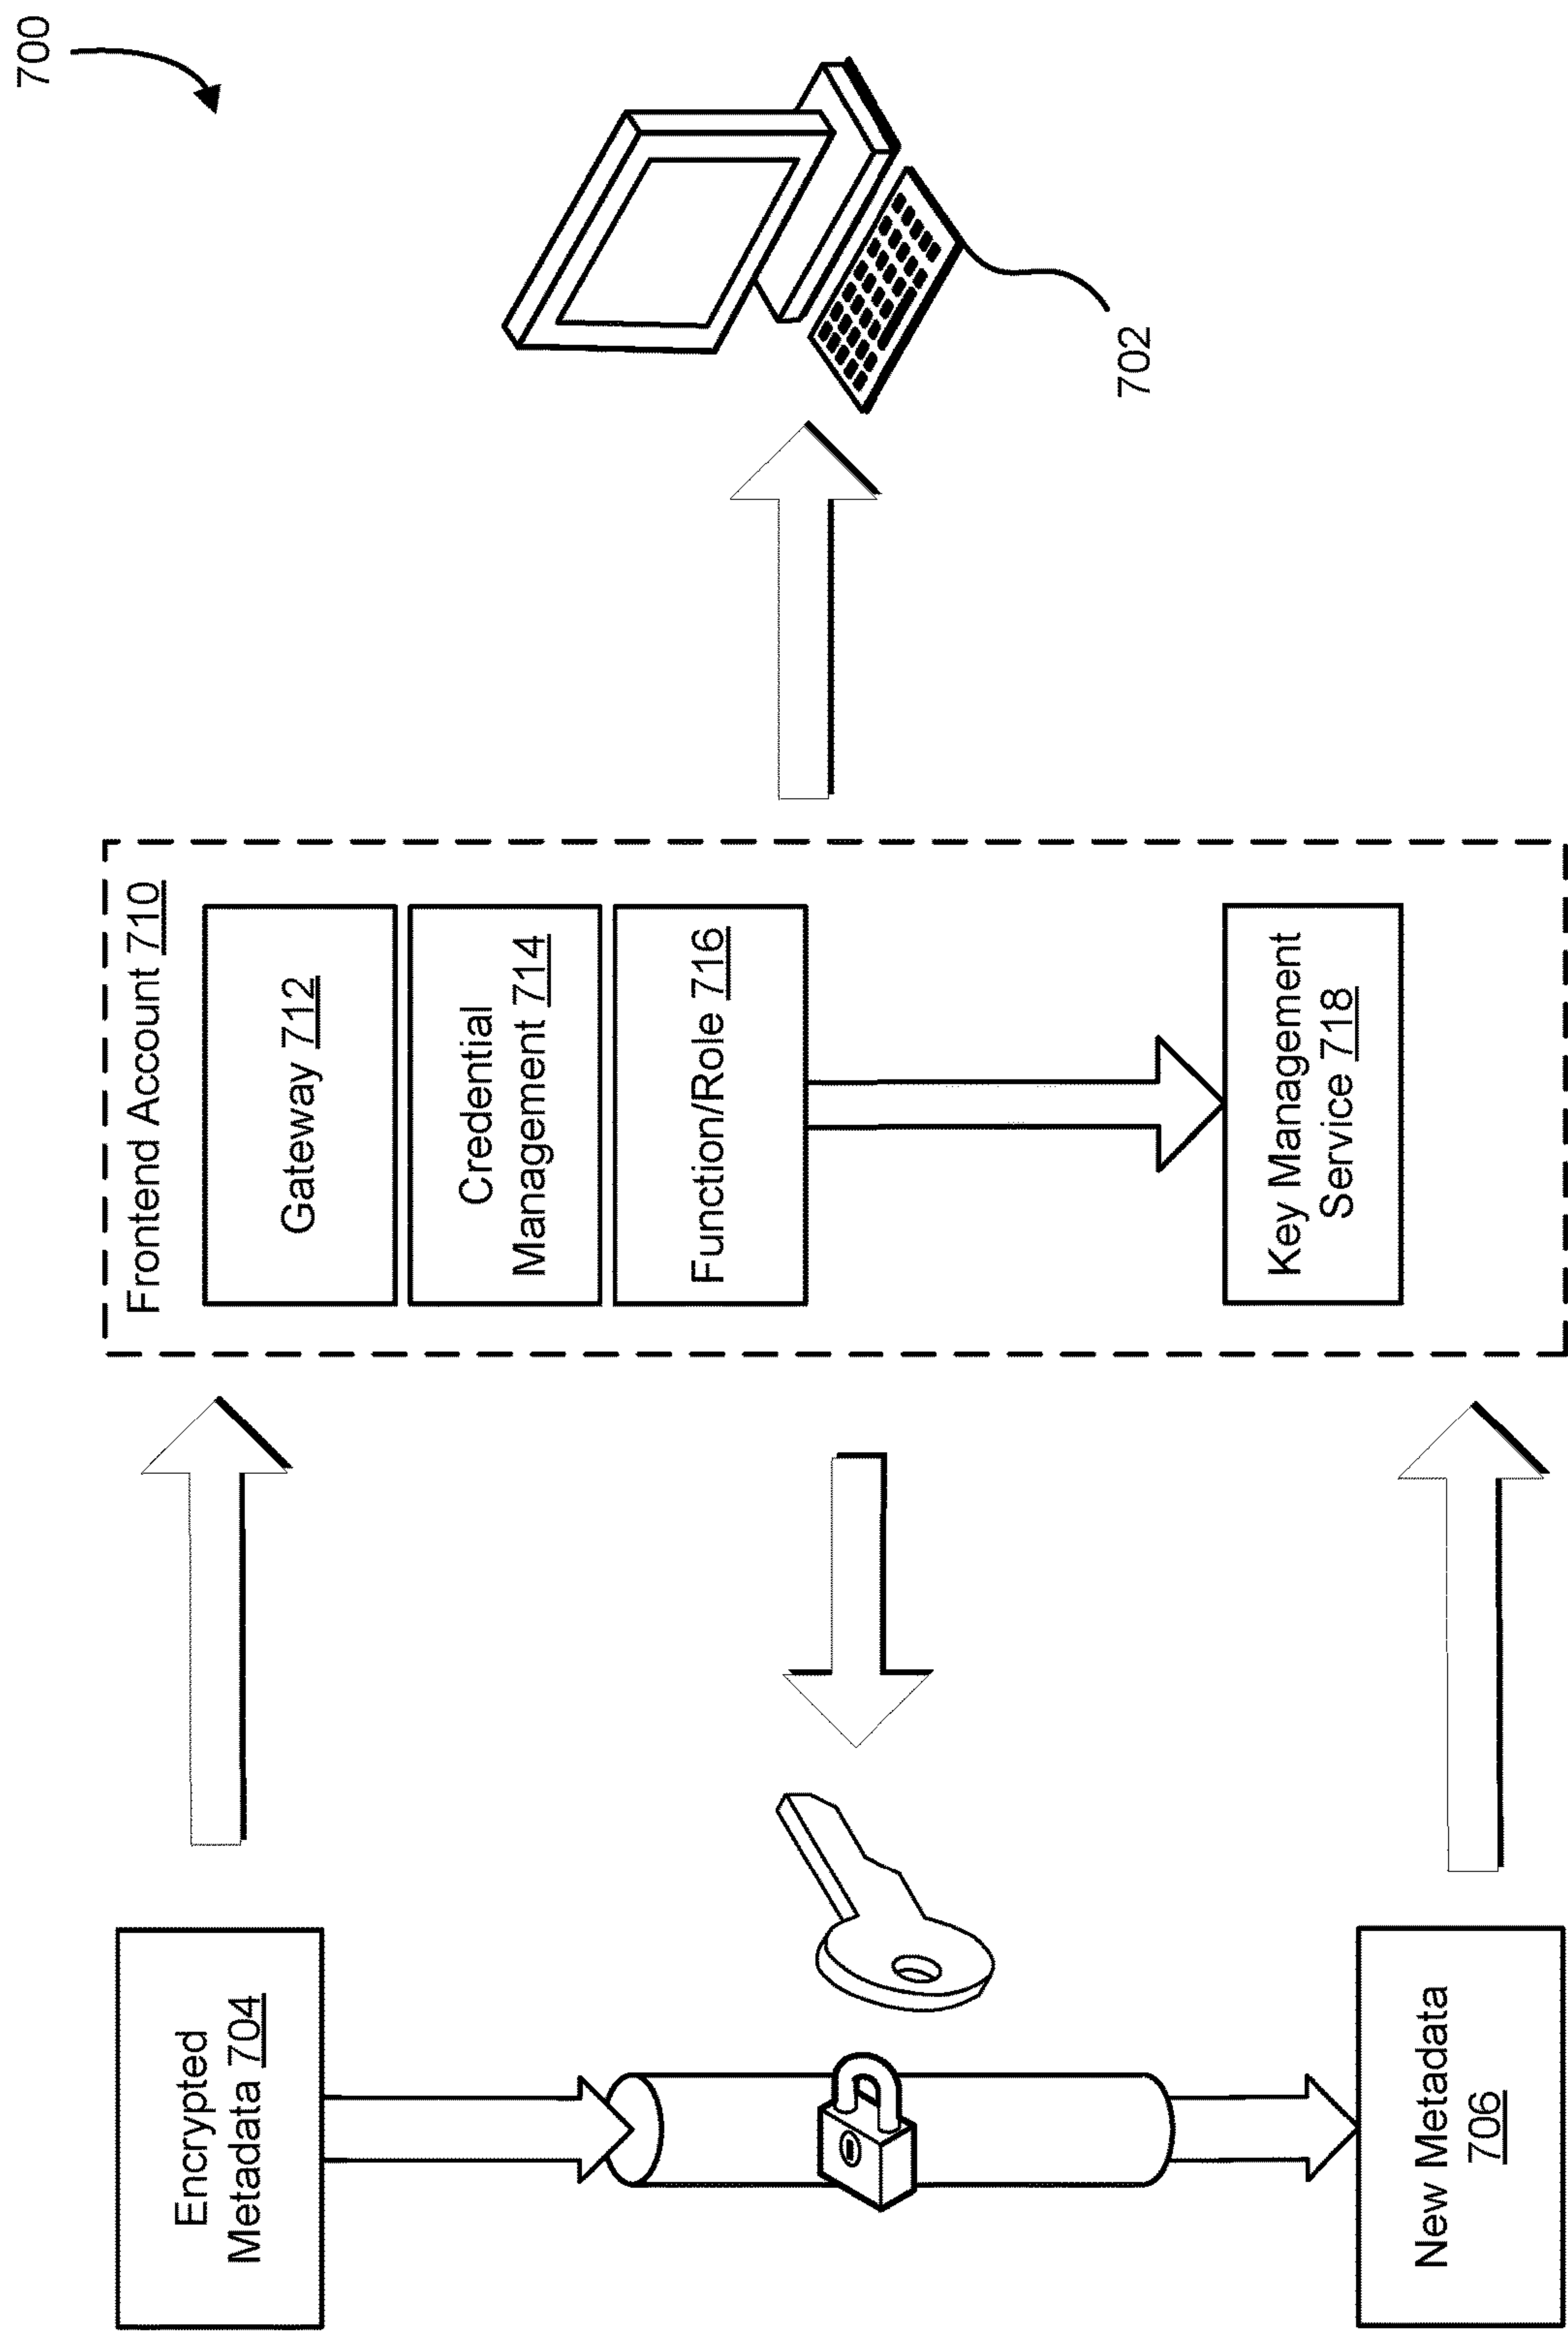 700
Encrypted
Metadata 704
Frontend Account 710
Gateway 712
Credential
Management 714
Function/Role 716
Key Management
Service 718
702
New Metadata
706